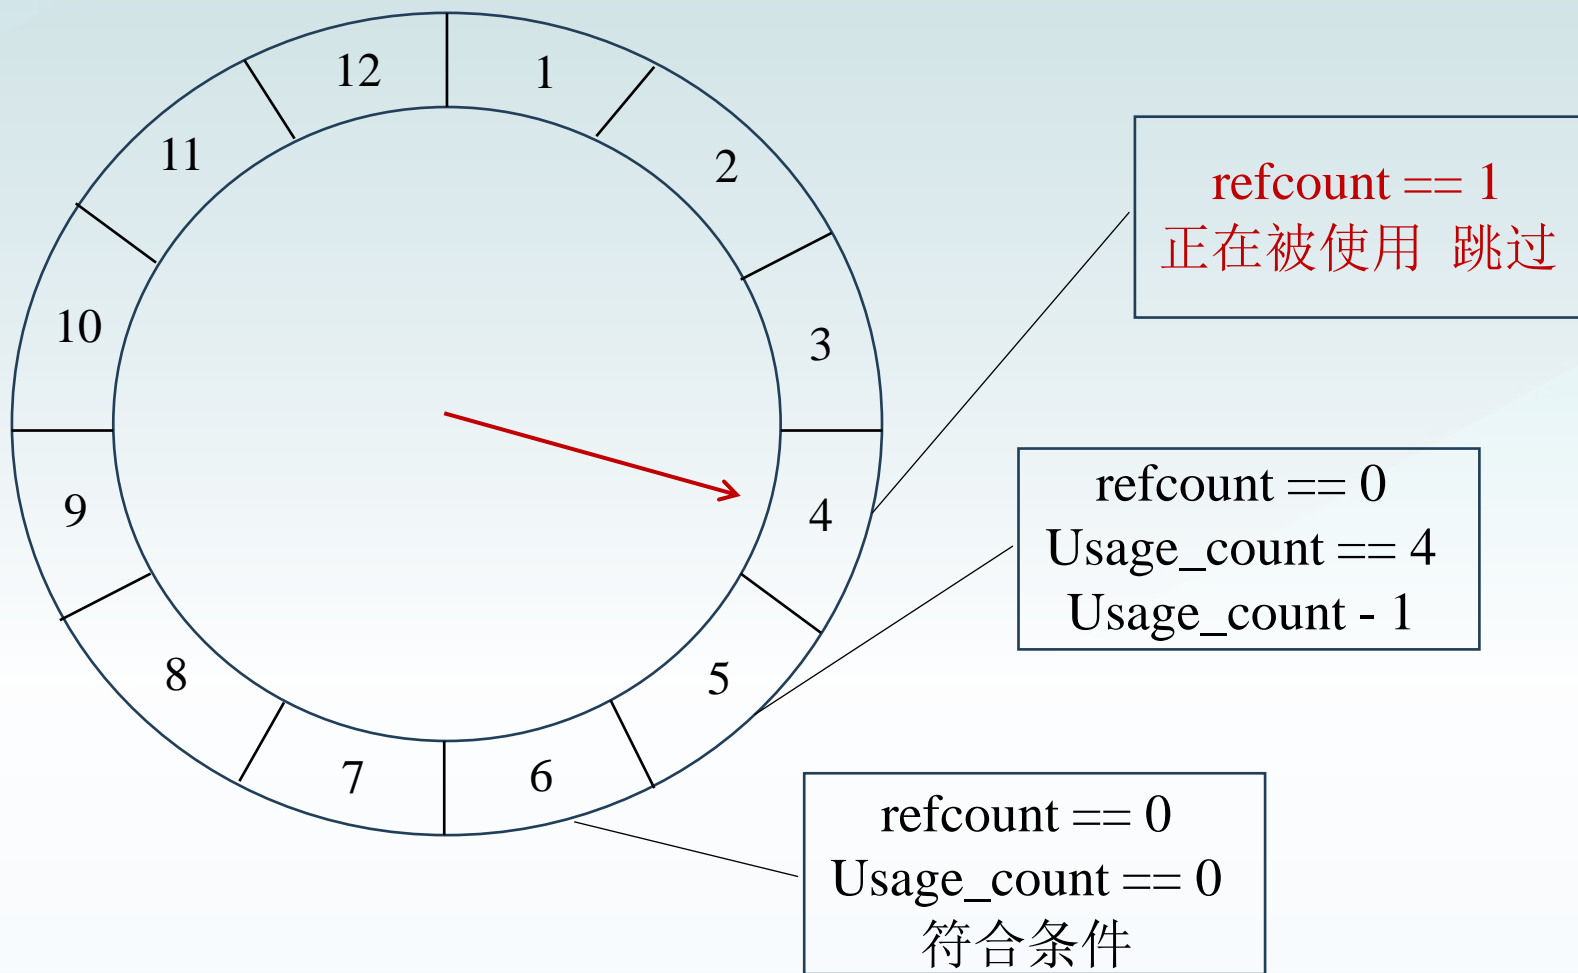 12
1
11
2
10
3
9
4
8
5
7
6
refcount == 1
正在被使用 跳过
refcount == 0
Usage_count == 4
Usage_count - 1
refcount == 0
Usage_count == 0
符合条件